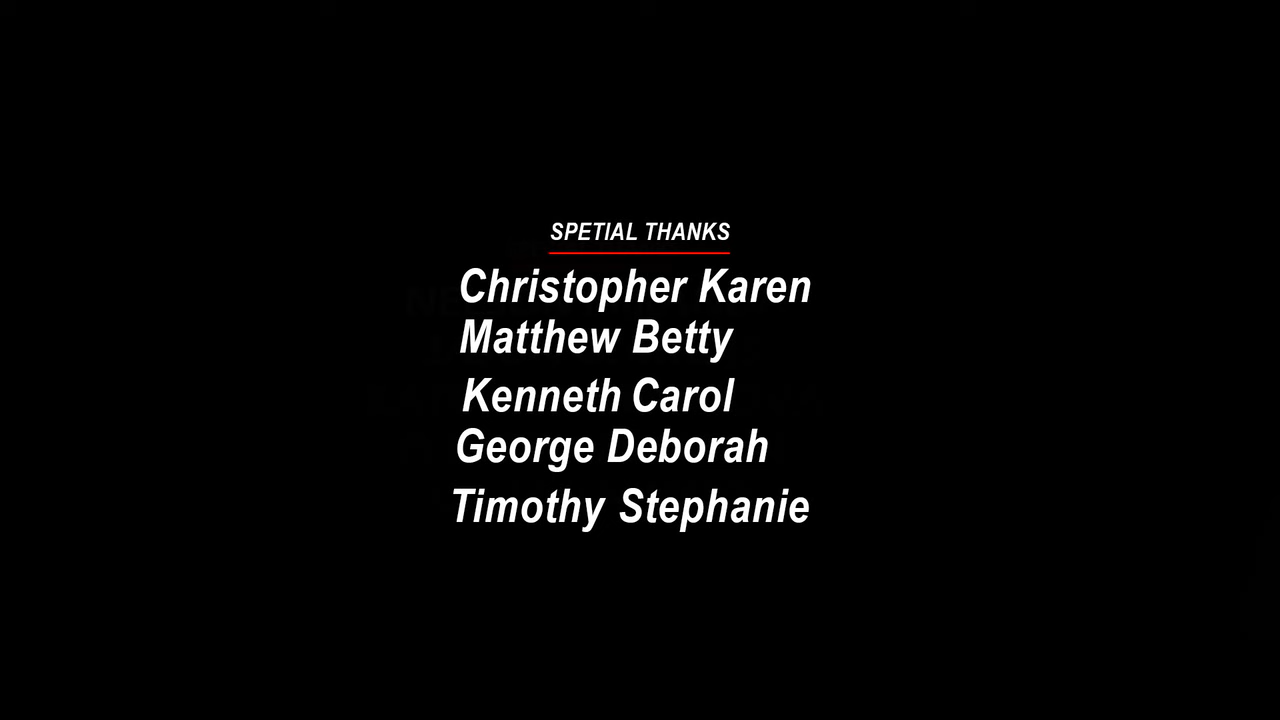 SPETIAL THANKS
Christopher Karen
Matthew Betty
Kenneth Carol
George Deborah
Timothy Stephanie